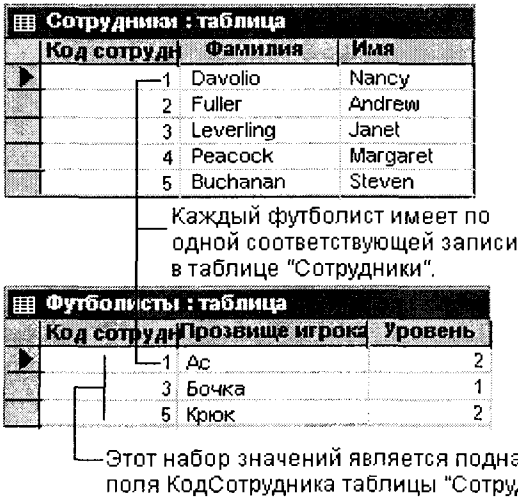 Сотрудники : таблица
Код сотрудн Фамилия Имя
1 Davolio Nancy
2 Fuller Andrew
3 Leverling Janet
4 Peacock Margaret
5 Buchanan Steven
Каждый футболист имеет по
одной соответствующей записи
в таблице "Сотрудники".
Футболисты : таблица
Код сотрудн Прозвище игрока Уровень
1 Ас 2
3 Бочка 1
5 Крюк 2
Этот набор значений является подна
поля КодСотрудника таблицы "Сотру